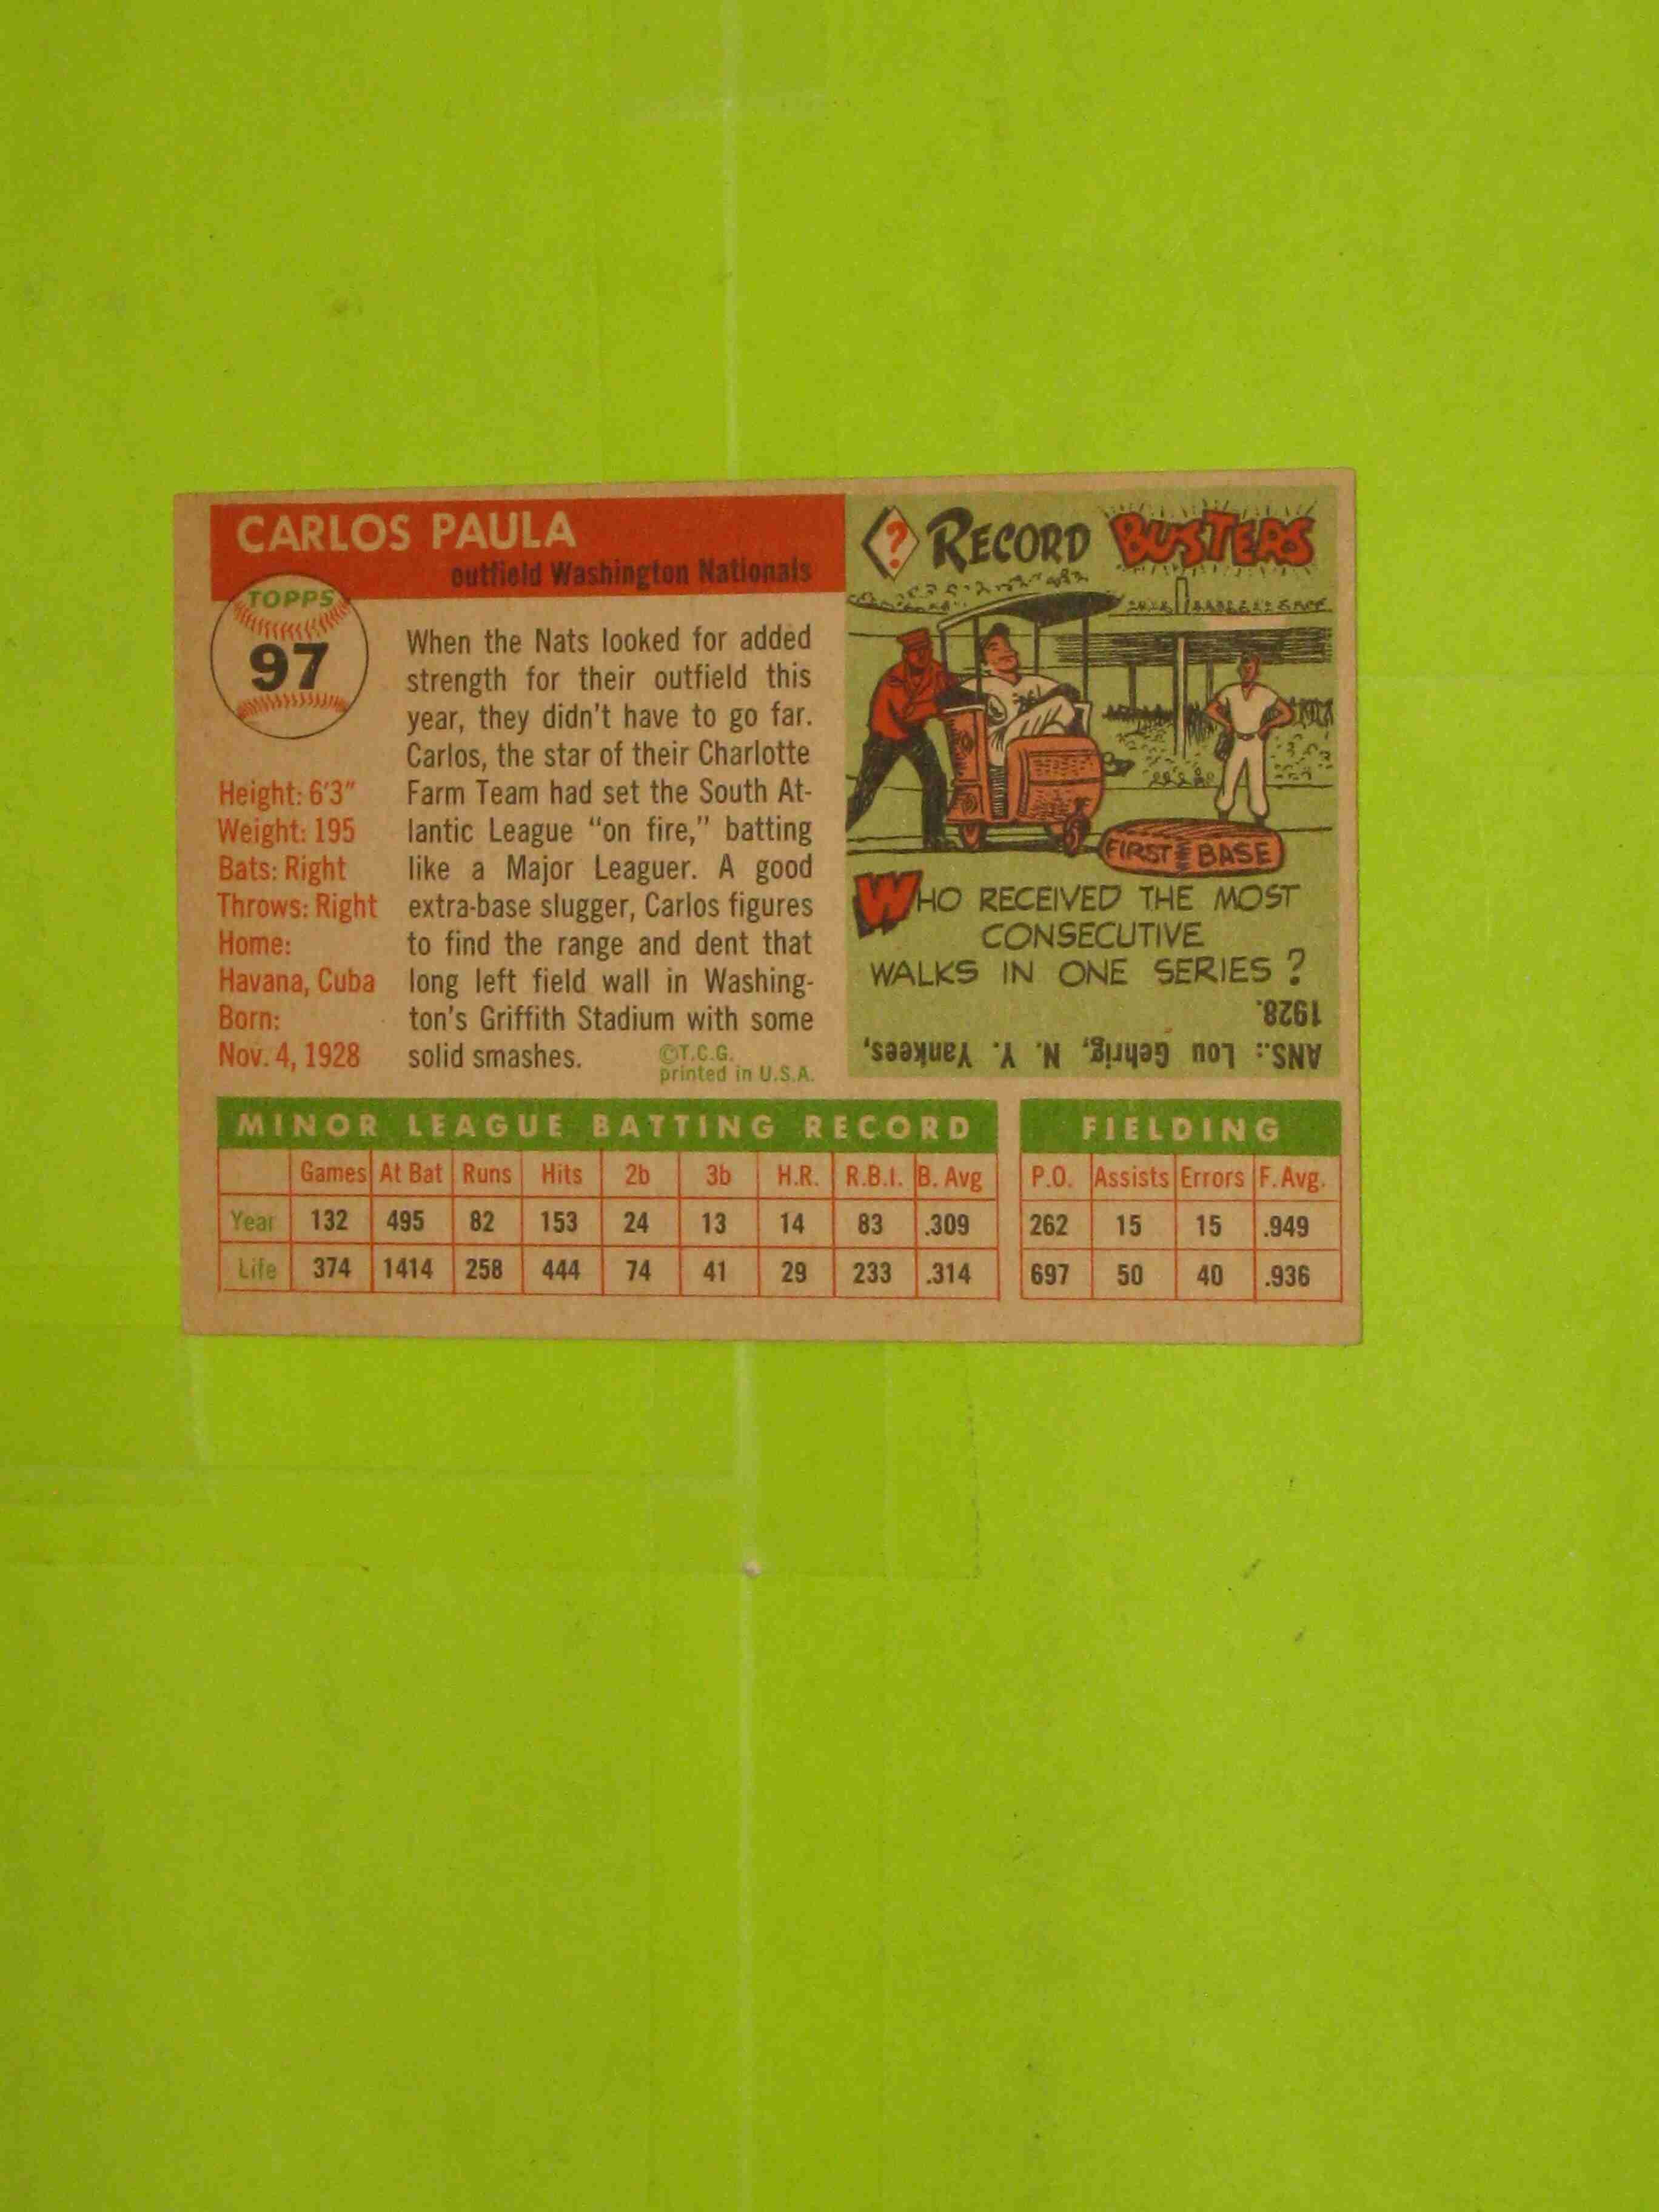 CARLOS PAULA
outfield Washington Nationals
TOPPS
97
Height: 6'3"
Weight: 195
Bats: Right
Throws: Right
Home:
Havana, Cuba
Born:
Nov. 4, 1928
When the Nats looked for added
strength for their outfield this
year, they didn't have to go far.
Carlos, the star of their Charlotte
Farm Team had set the South At-
lantic League "on fire," batting
like a Major Leaguer. A good
extra-base slugger, Carlos figures
to find the range and dent that
long left field wall in Washing-
ton's Griffith Stadium with some
solid smashes.
©T.C.G.
printed in U.S.A.
? RECORD BUSTERS
FIRST BASE
WHO RECEIVED THE MOST
CONSECUTIVE
WALKS IN ONE SERIES?
ANS.: Lou Gehrig, N. Y. Yankees,
1928.
MINOR LEAGUE BATTING RECORD
Games At Bat Runs Hits 2b 3b H.R. R.B.I. B. Avg
Year 132 495 82 153 24 13 14 83 .309
Life 374 1414 258 444 74 41 29 233 .314
FIELDING
P.O. Assists Errors F. Avg.
262 15 15 .949
697 50 40 .936